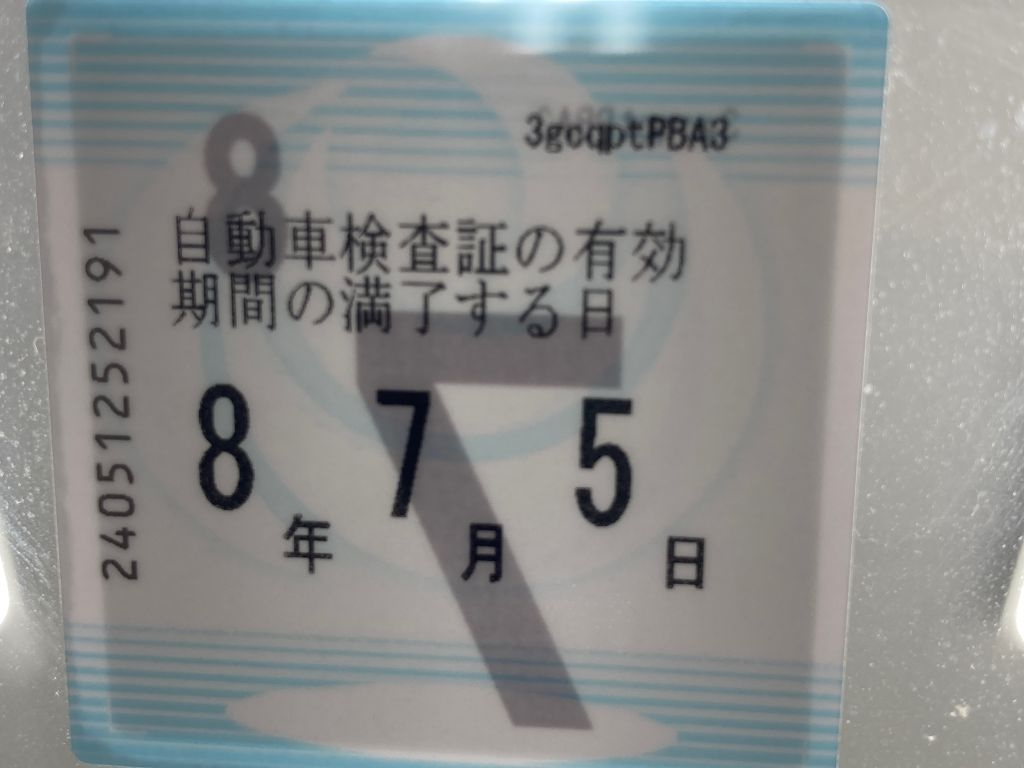 3gcqptPBA3
自動車検査証の有効
期間の満了する日
8年 7月 5日
24051252191